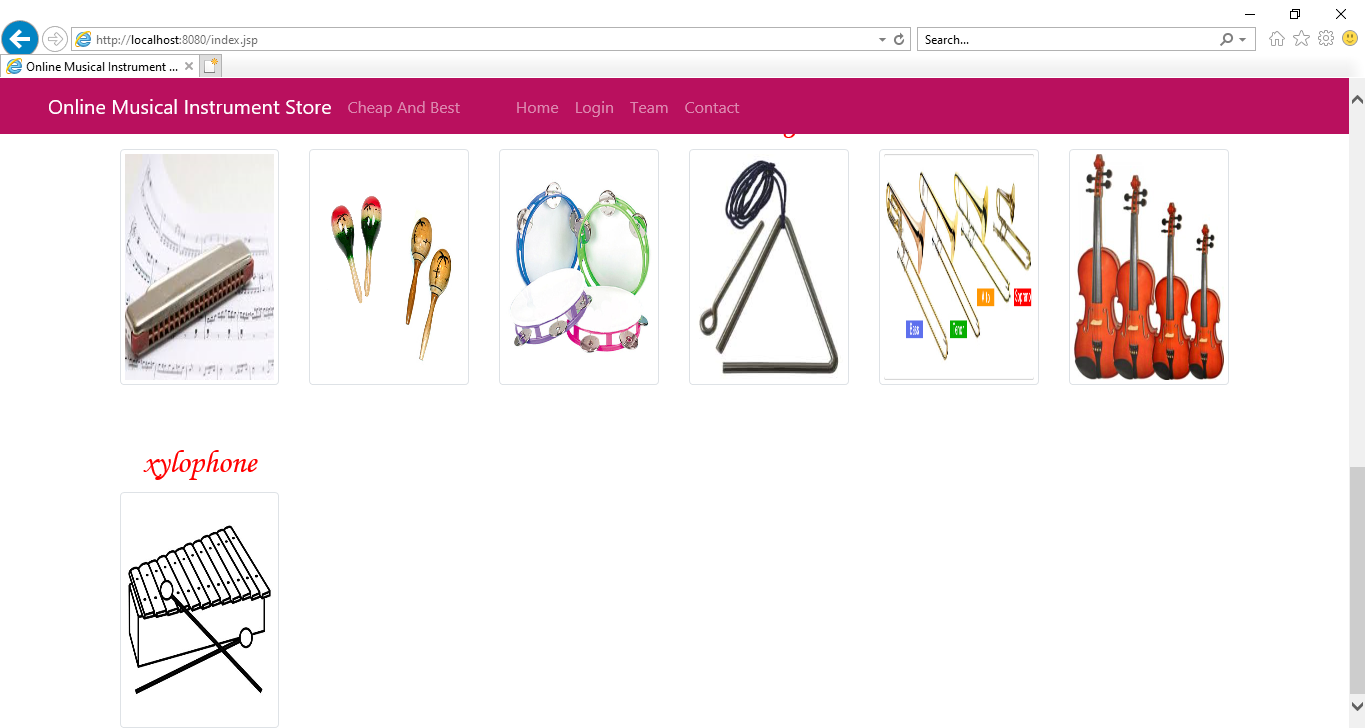 http://localhost:8080/index.jsp
Search...
Online Musical Instrument ...
Online Musical Instrument Store Cheap And Best Home Login Team Contact
Alto
Soprano
Bass
Tenor
xylophone